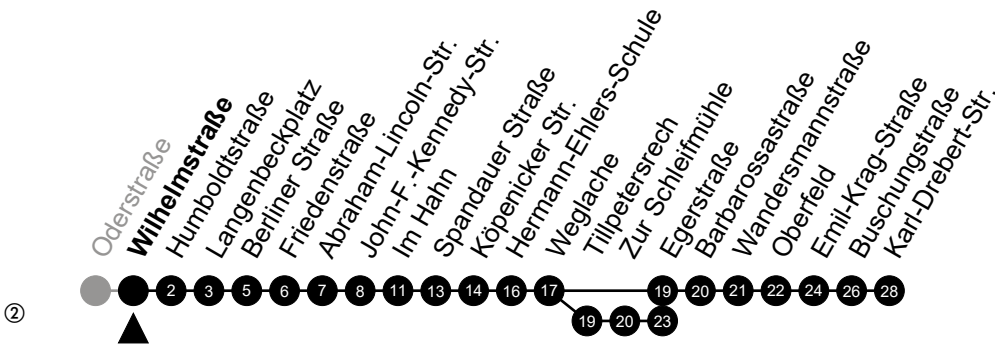 Oderstraße
Wilhelmstraße
Humboldtstraße
Langenbeckplatz
Berliner Straße
Friedenstraße
Abraham-Lincoln-Str.
John-F.-Kennedy-Str.
Im Hahn
Spandauer Straße
Köpenicker Str.
Hermann-Ehlers-Schule
Weglache
Tillpetersrech
Zur Schleifmühle
Egerstraße
Barbarossastraße
Wandersmannstraße
Oberfeld
Emil-Krag-Straße
Buschungstraße
Karl-Drebert-Str.
2 3 5 6 7 8 11 13 14 16 17 19 20 21 22 24 26 28
② 19 20 23